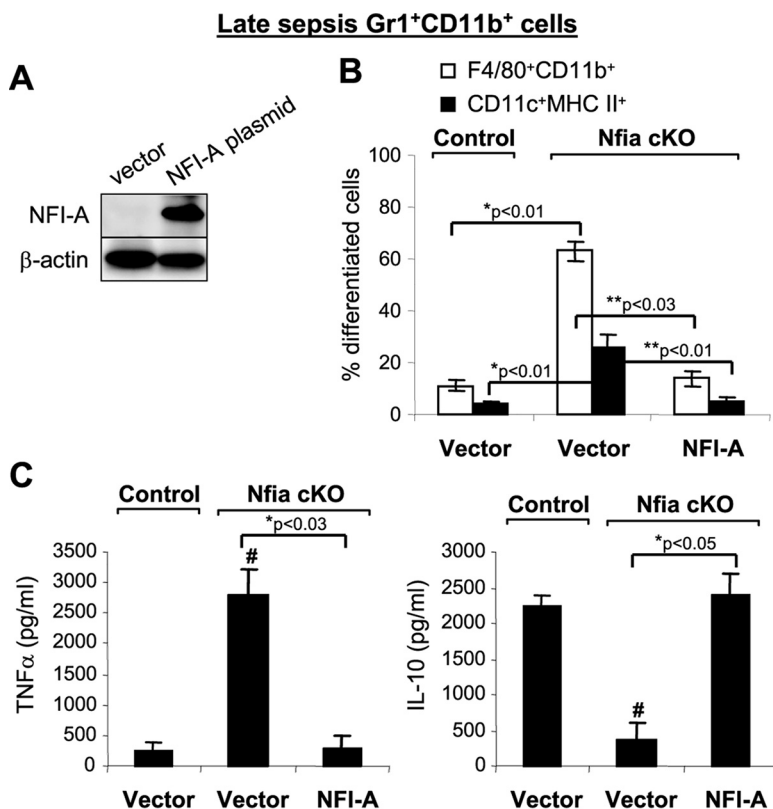 Late sepsis Gr1⁺CD11b⁺ cells
A
vector
NFI-A plasmid
NFI-A
β-actin
B
F4/80⁺CD11b⁺
CD11c⁺MHC II⁺
Control
Nfia cKO
% differentiated cells
100
80
60
40
20
0
*p<0.01
**p<0.03
*p<0.01
**p<0.01
Vector
Vector
NFI-A
C
Control
Nfia cKO
*p<0.03
#
TNFα (pg/ml)
3500
3000
2500
2000
1500
1000
500
0
Vector
Vector
NFI-A
Control
Nfia cKO
*p<0.05
#
IL-10 (pg/ml)
3000
2500
2000
1500
1000
500
0
Vector
Vector
NFI-A